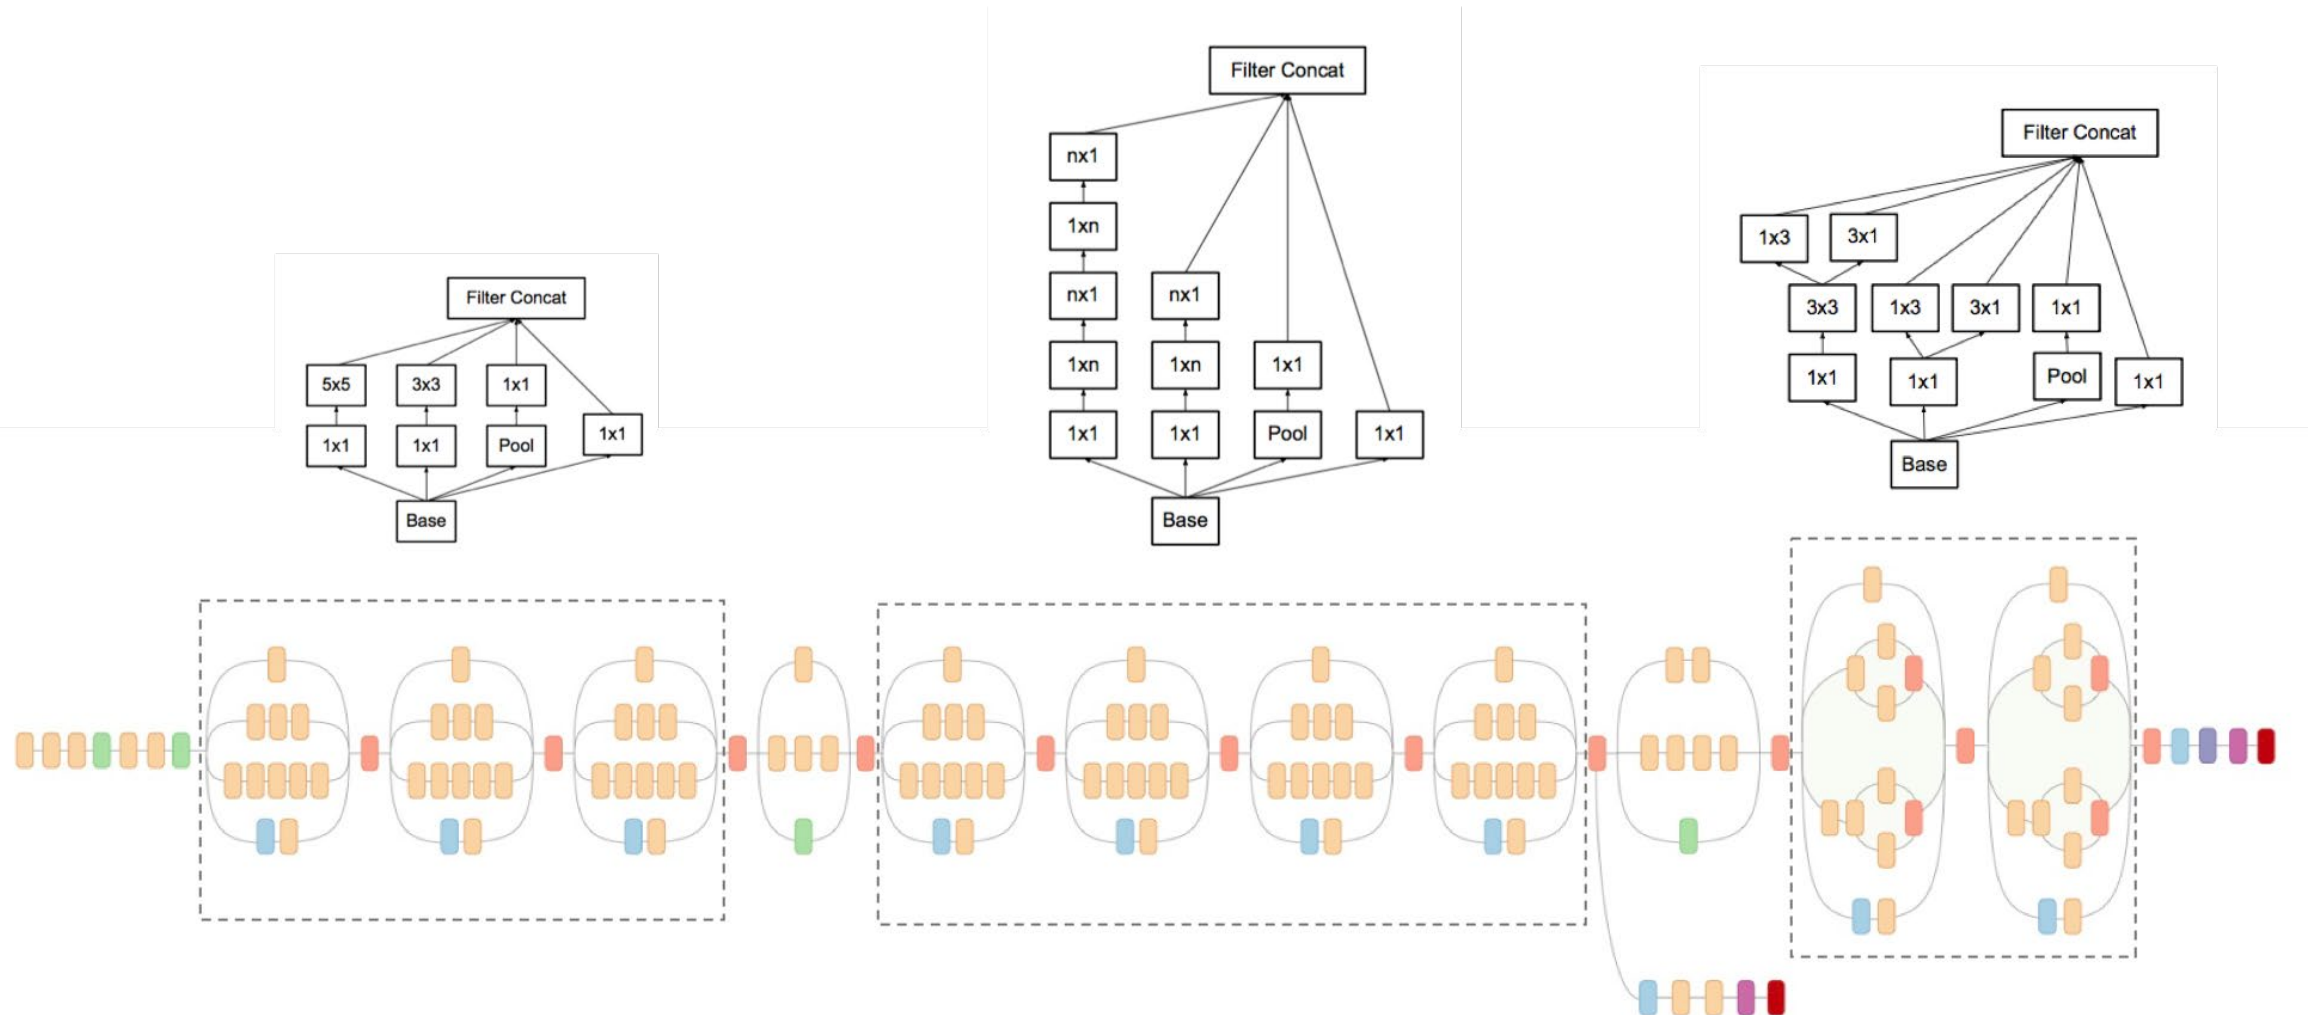 Filter Concat
5x5
3x3
1x1
1x1
1x1
Pool
1x1
Base
Filter Concat
nx1
1xn
nx1
nx1
1xn
1xn
1x1
1x1
1x1
Pool
1x1
Base
Filter Concat
1x3
3x1
3x3
1x3
3x1
1x1
1x1
1x1
Pool
1x1
Base